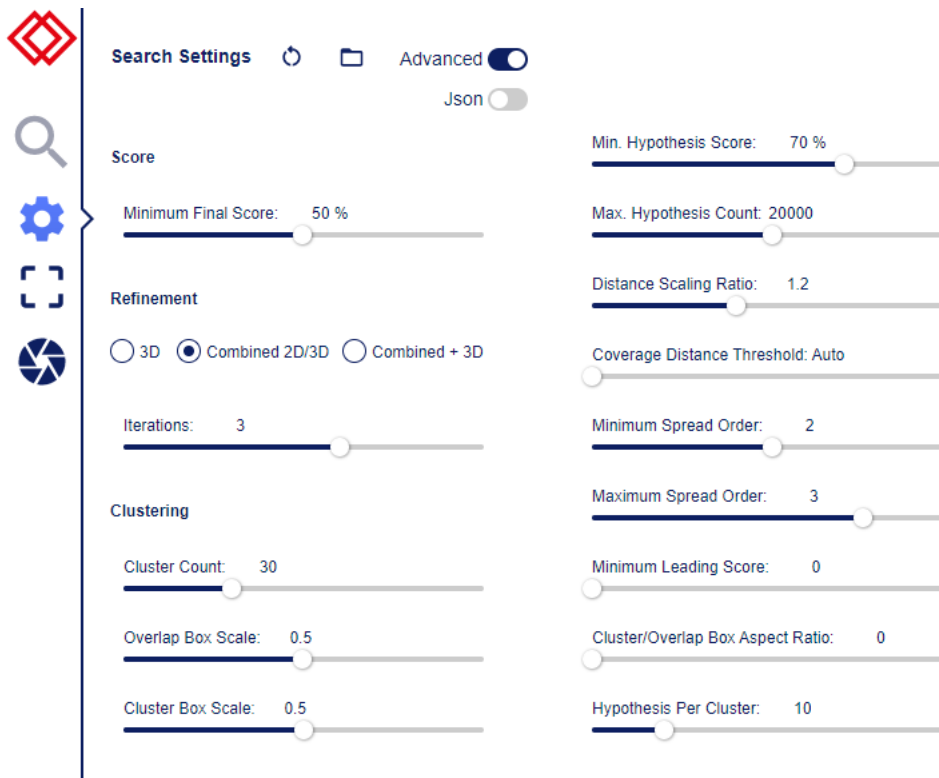 Search Settings
Advanced
Json
Score
Minimum Final Score: 50 %
Refinement
3D Combined 2D/3D Combined + 3D
Iterations: 3
Clustering
Cluster Count: 30
Overlap Box Scale: 0.5
Cluster Box Scale: 0.5
Min. Hypothesis Score: 70 %
Max. Hypothesis Count: 20000
Distance Scaling Ratio: 1.2
Coverage Distance Threshold: Auto
Minimum Spread Order: 2
Maximum Spread Order: 3
Minimum Leading Score: 0
Cluster/Overlap Box Aspect Ratio: 0
Hypothesis Per Cluster: 10